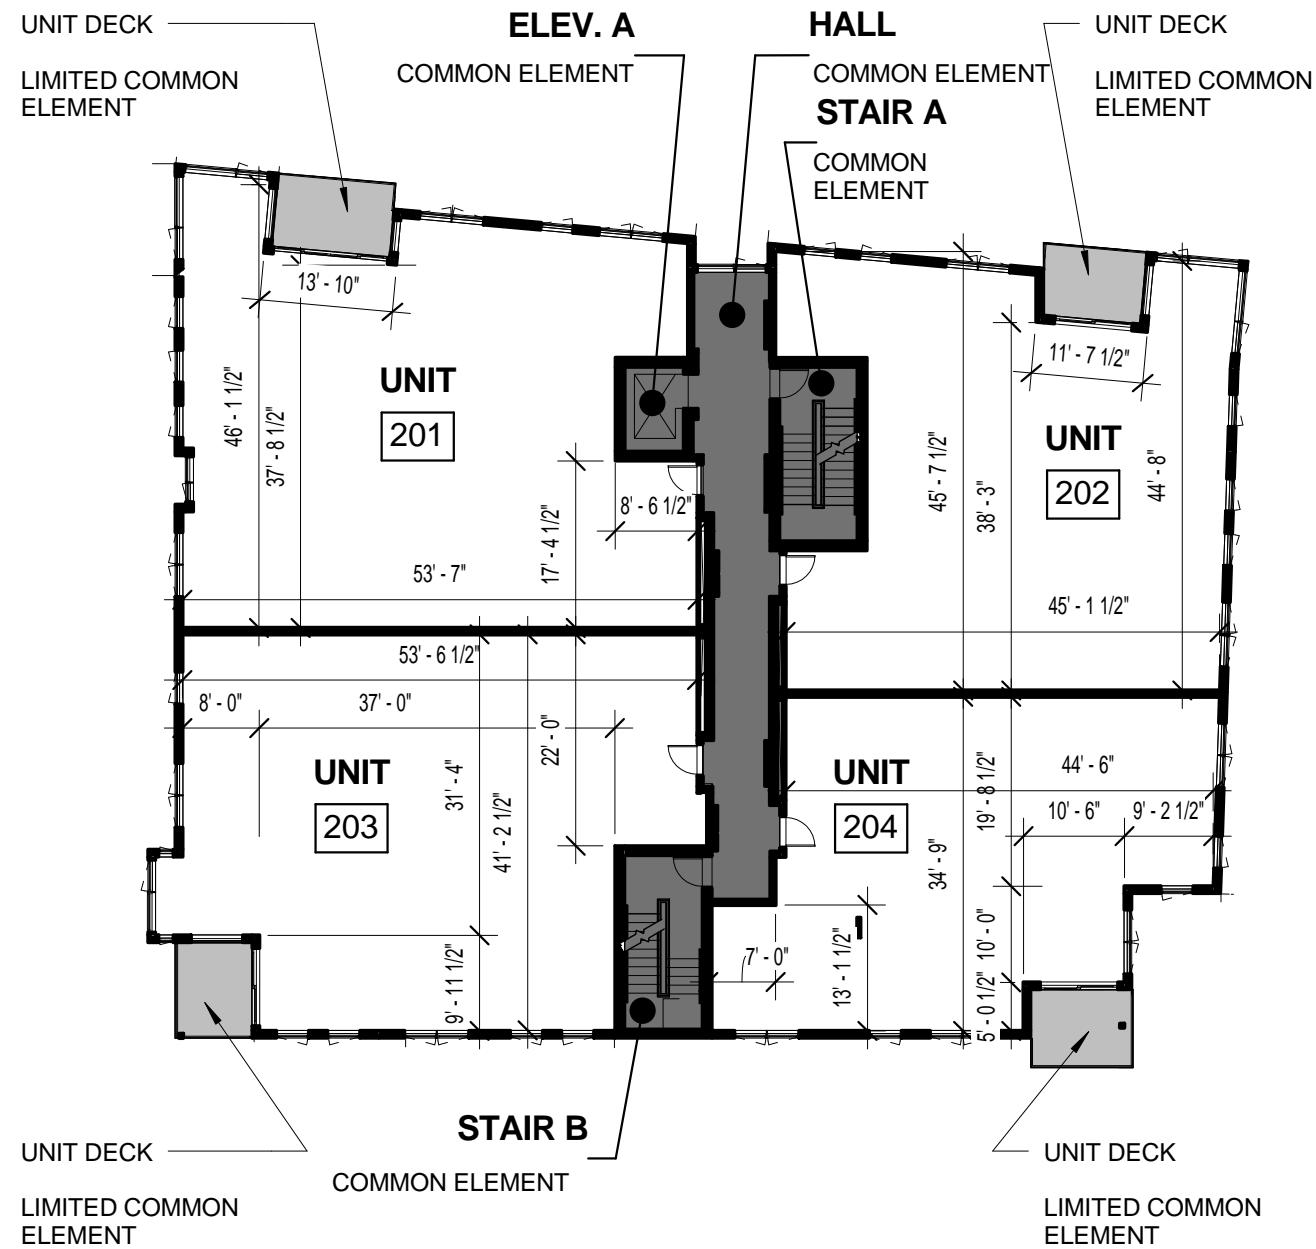 UNIT DECK
LIMITED COMMON
ELEMENT
ELEV. A
COMMON ELEMENT
HALL
COMMON ELEMENT
STAIR A
COMMON
ELEMENT
UNIT DECK
LIMITED COMMON
ELEMENT
13' - 10"
11' - 7 1/2"
UNIT
201
46' - 1 1/2"
37' - 8 1/2"
UNIT
202
45' - 7 1/2"
38' - 3"
44' - 8"
8' - 6 1/2"
17' - 4 1/2"
53' - 7"
45' - 1 1/2"
53' - 6 1/2"
8' - 0"
37' - 0"
22' - 0"
UNIT
203
31' - 4"
41' - 2 1/2"
UNIT
204
44' - 6"
19' - 8 1/2"
10' - 6"
9' - 2 1/2"
34' - 9"
9' - 11 1/2"
7' - 0"
13' - 1 1/2"
10' - 0"
5' - 0 1/2"
STAIR B
COMMON ELEMENT
UNIT DECK
LIMITED COMMON
ELEMENT
UNIT DECK
LIMITED COMMON
ELEMENT